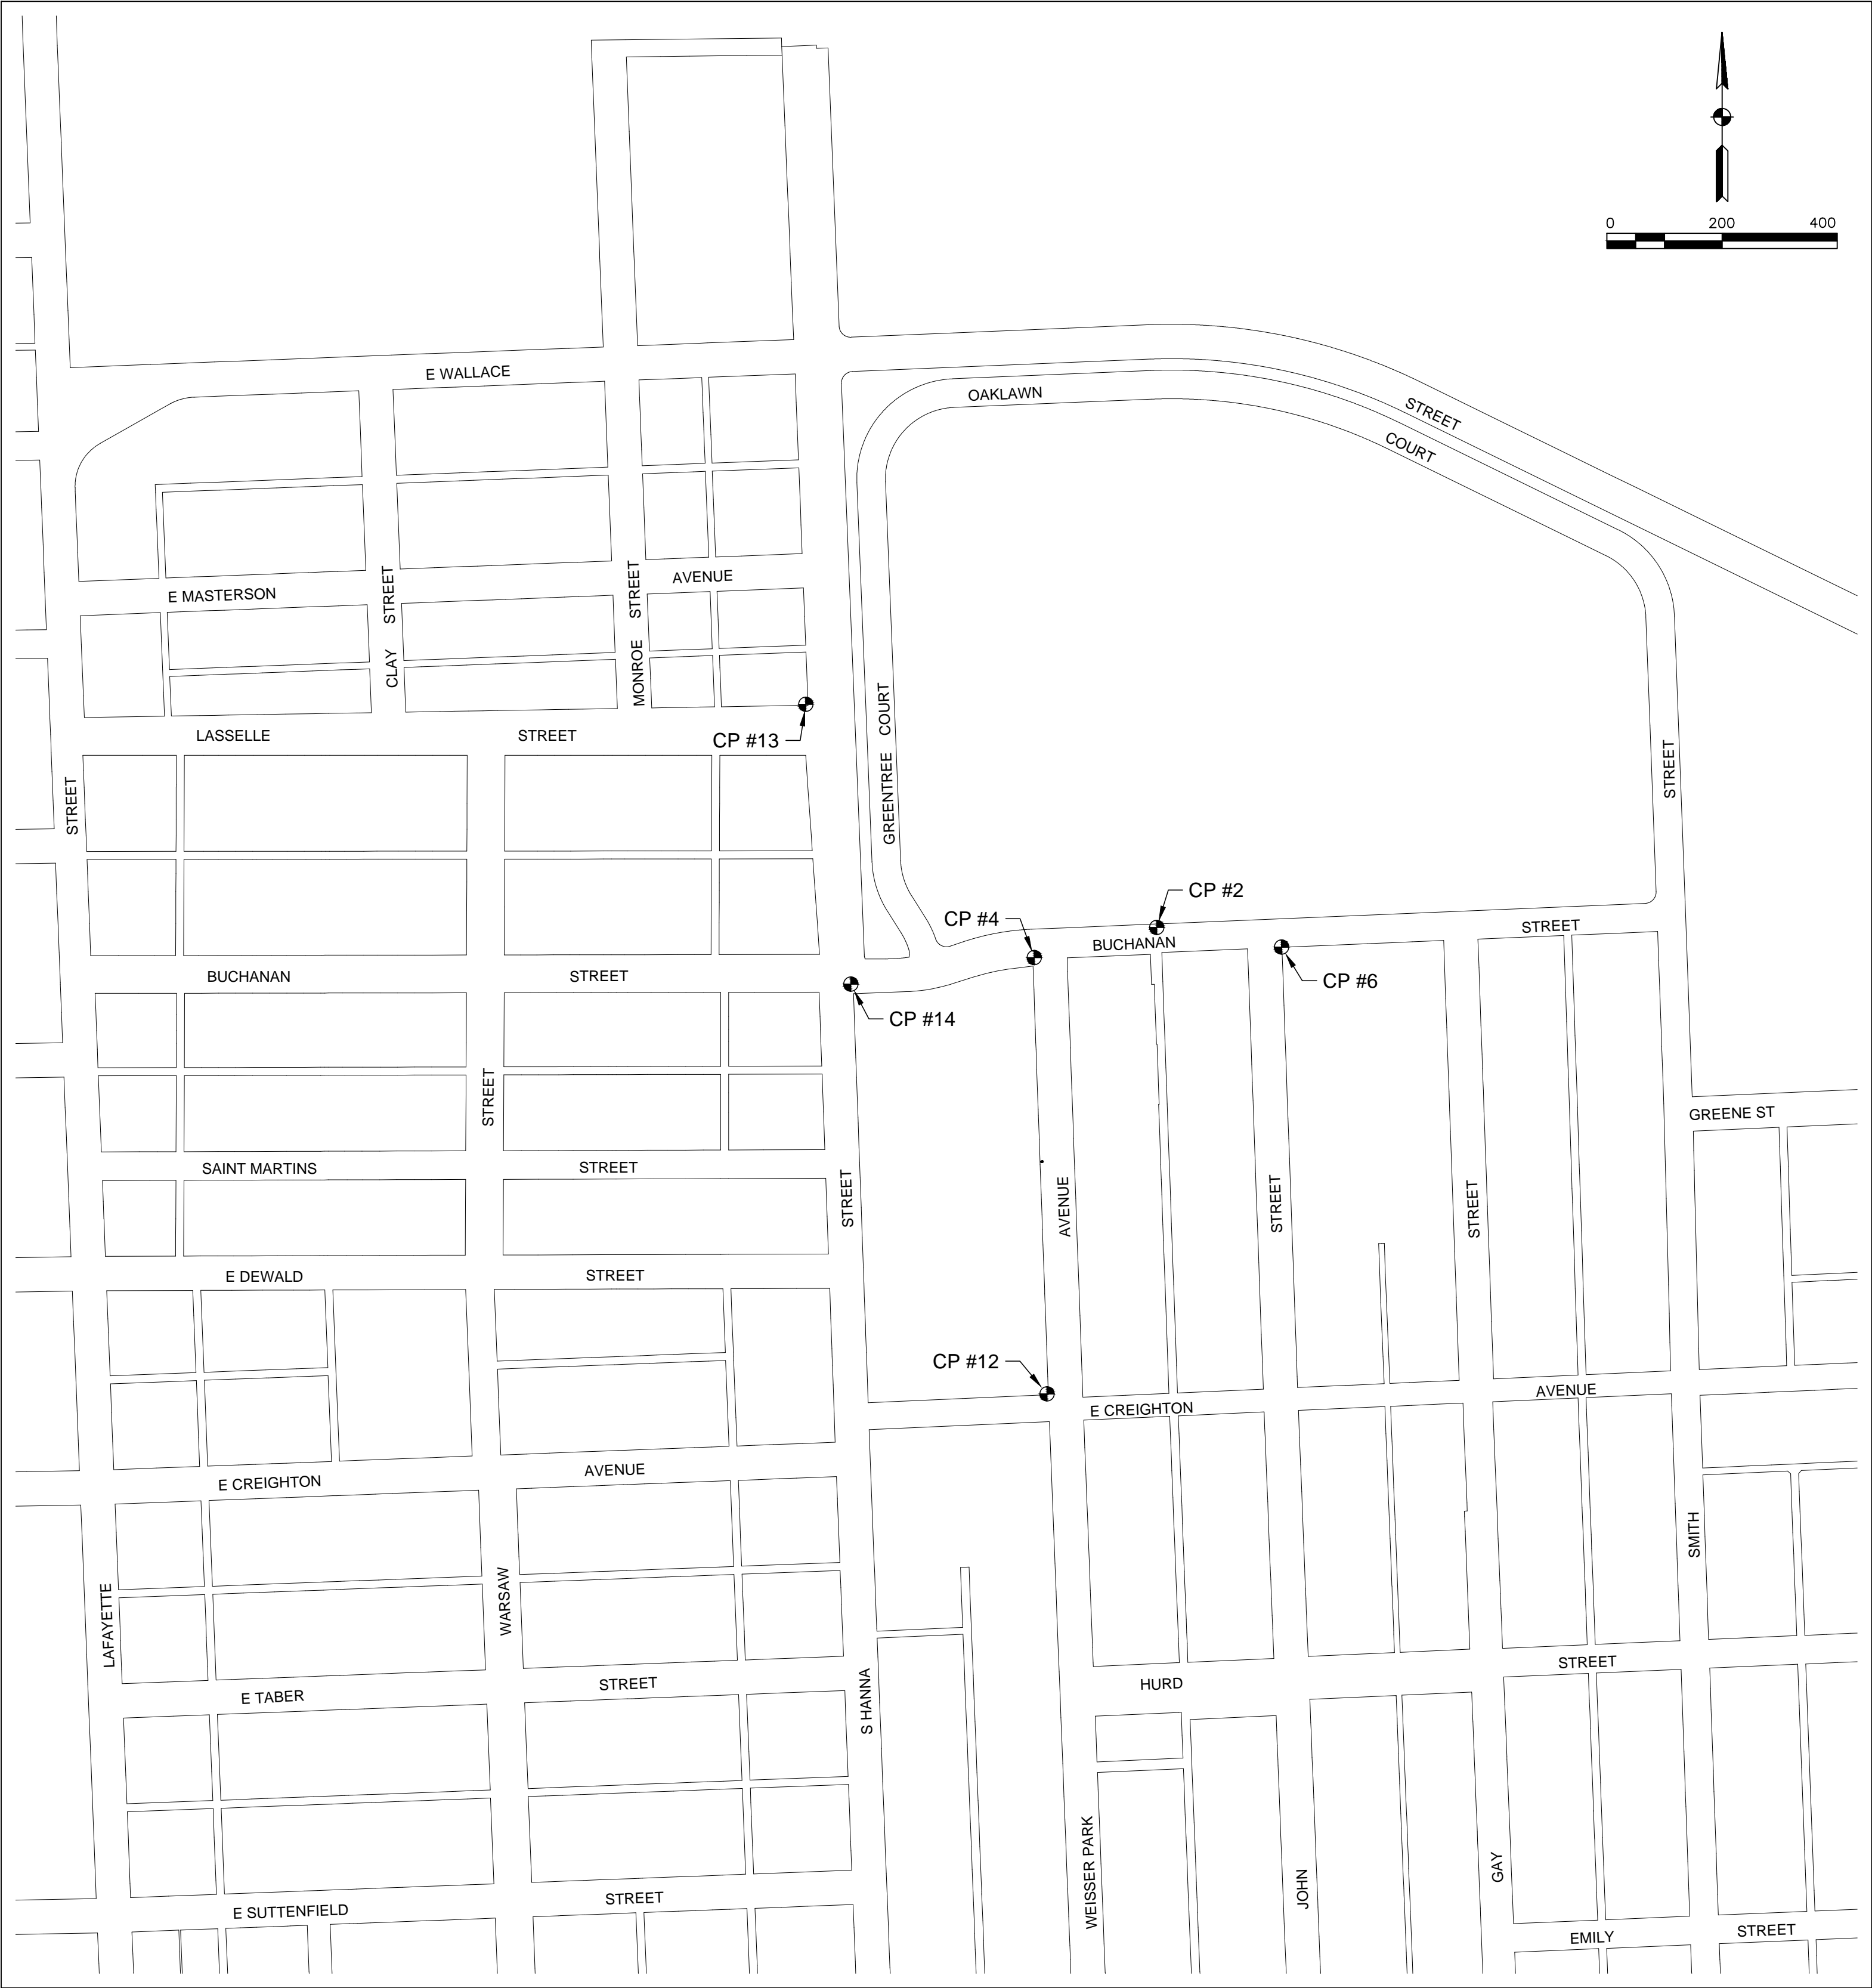 0 200 400
E WALLACE
OAKLAWN
STREET
COURT
STREET
STREET
AVENUE
E MASTERSON
CLAY
MONROE
GREENTREE COURT
LASSELLE
STREET
CP #13
STREET
STREET
CP #2
CP #4
STREET
BUCHANAN
BUCHANAN
STREET
CP #6
CP #14
STREET
GREENE ST
SAINT MARTINS
STREET
STREET
AVENUE
STREET
STREET
E DEWALD
STREET
CP #12
AVENUE
E CREIGHTON
E CREIGHTON
AVENUE
SMITH
LAFAYETTE
WARSAW
STREET
HURD
STREET
E TABER
S HANNA
WEISSER PARK
JOHN
GAY
STREET
E SUTTENFIELD
STREET
EMILY